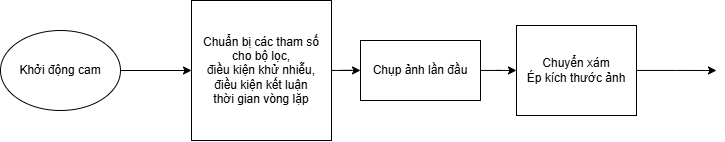 Khởi động cam
Chuẩn bị các tham số
cho bộ lọc,
điều kiện khử nhiễu,
điều kiện kết luận
thời gian vòng lặp
Chụp ảnh lần đầu
Chuyển xám
Ép kích thước ảnh